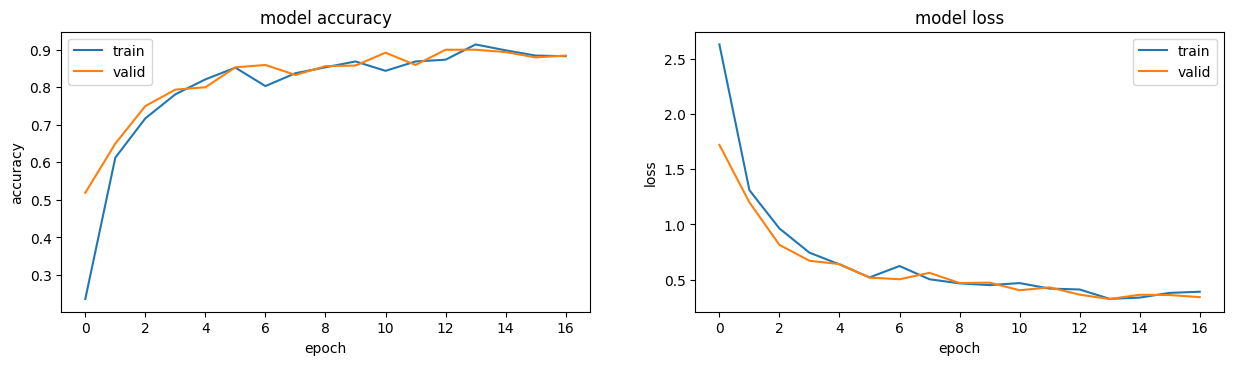 model accuracy
train
valid
0.9
0.8
0.7
0.6
0.5
0.4
0.3
accuracy
0 2 4 6 8 10 12 14 16
epoch
model loss
train
valid
2.5
2.0
1.5
1.0
0.5
loss
0 2 4 6 8 10 12 14 16
epoch